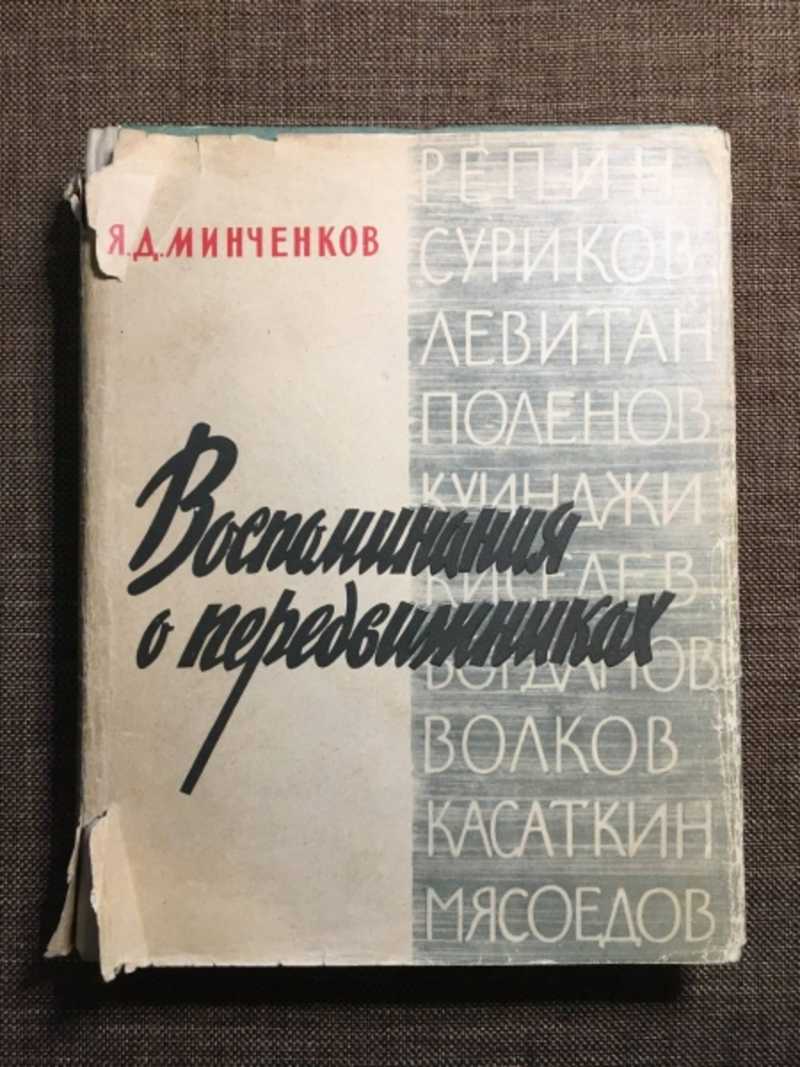 Я.Д.МИНЧЕНКОВ
Воспоминания
о передвижниках
РЕПИН
СУРИКОВ
ЛЕВИТАН
ПОЛЕНОВ
КУИНДЖИ
КИСЕЛЕВ
БОГДАНОВ
ВОЛКОВ
КАСАТКИН
МЯСОЕДОВ